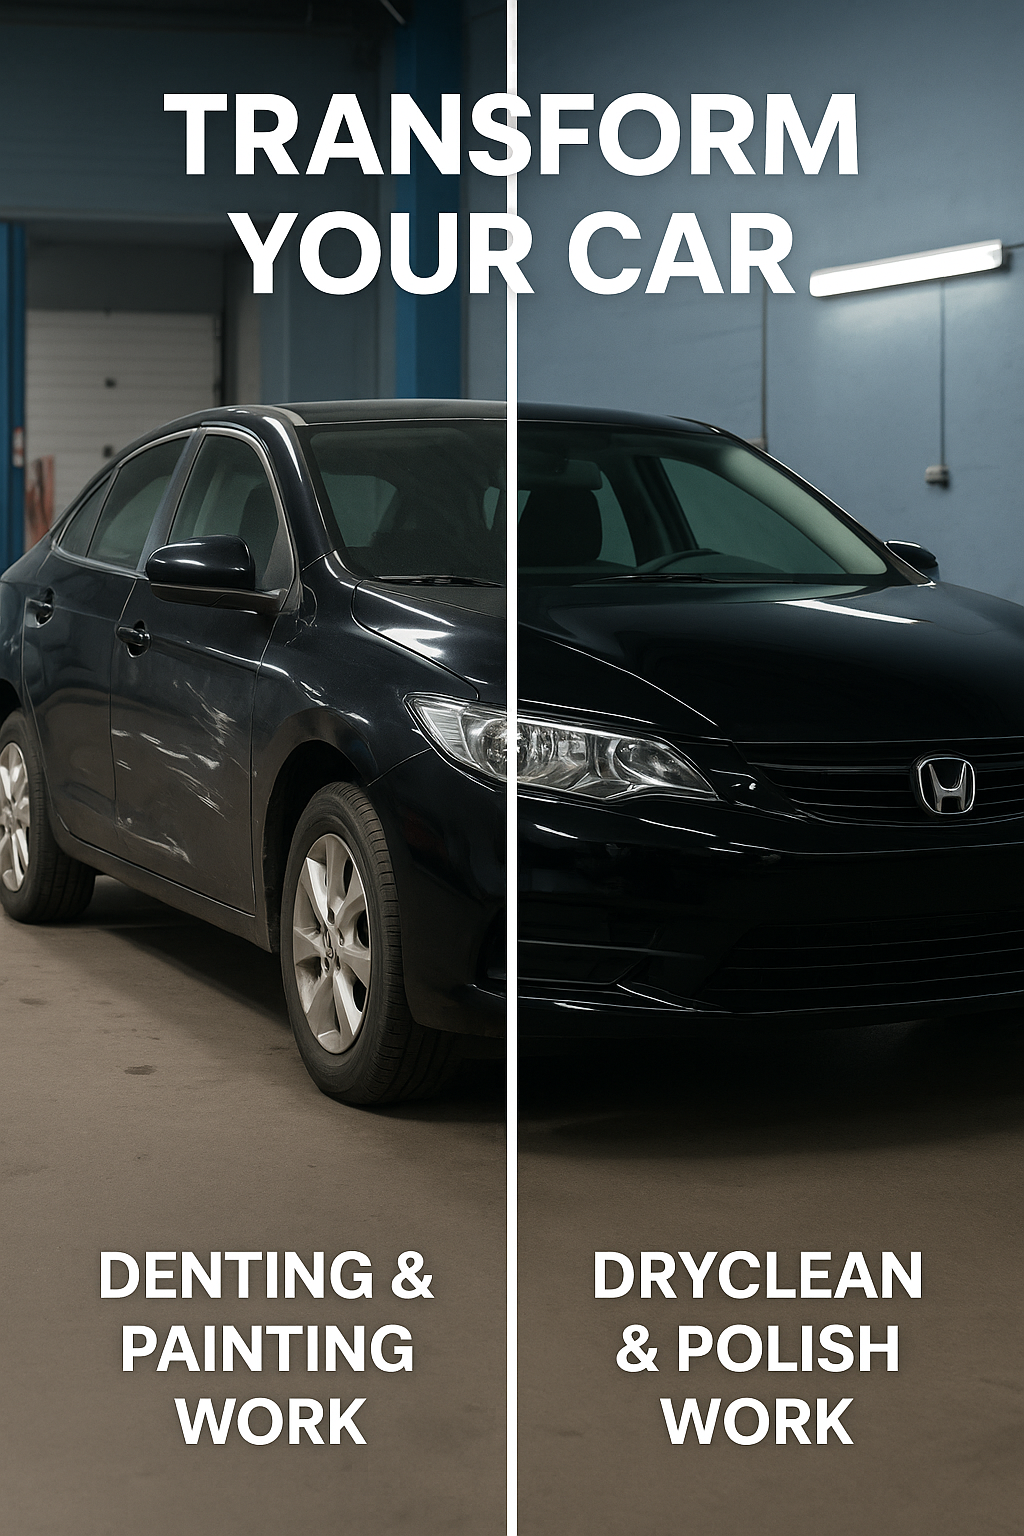 TRANSFORM
YOUR CAR
DENTING &
PAINTING
WORK
DRYCLEAN
& POLISH
WORK